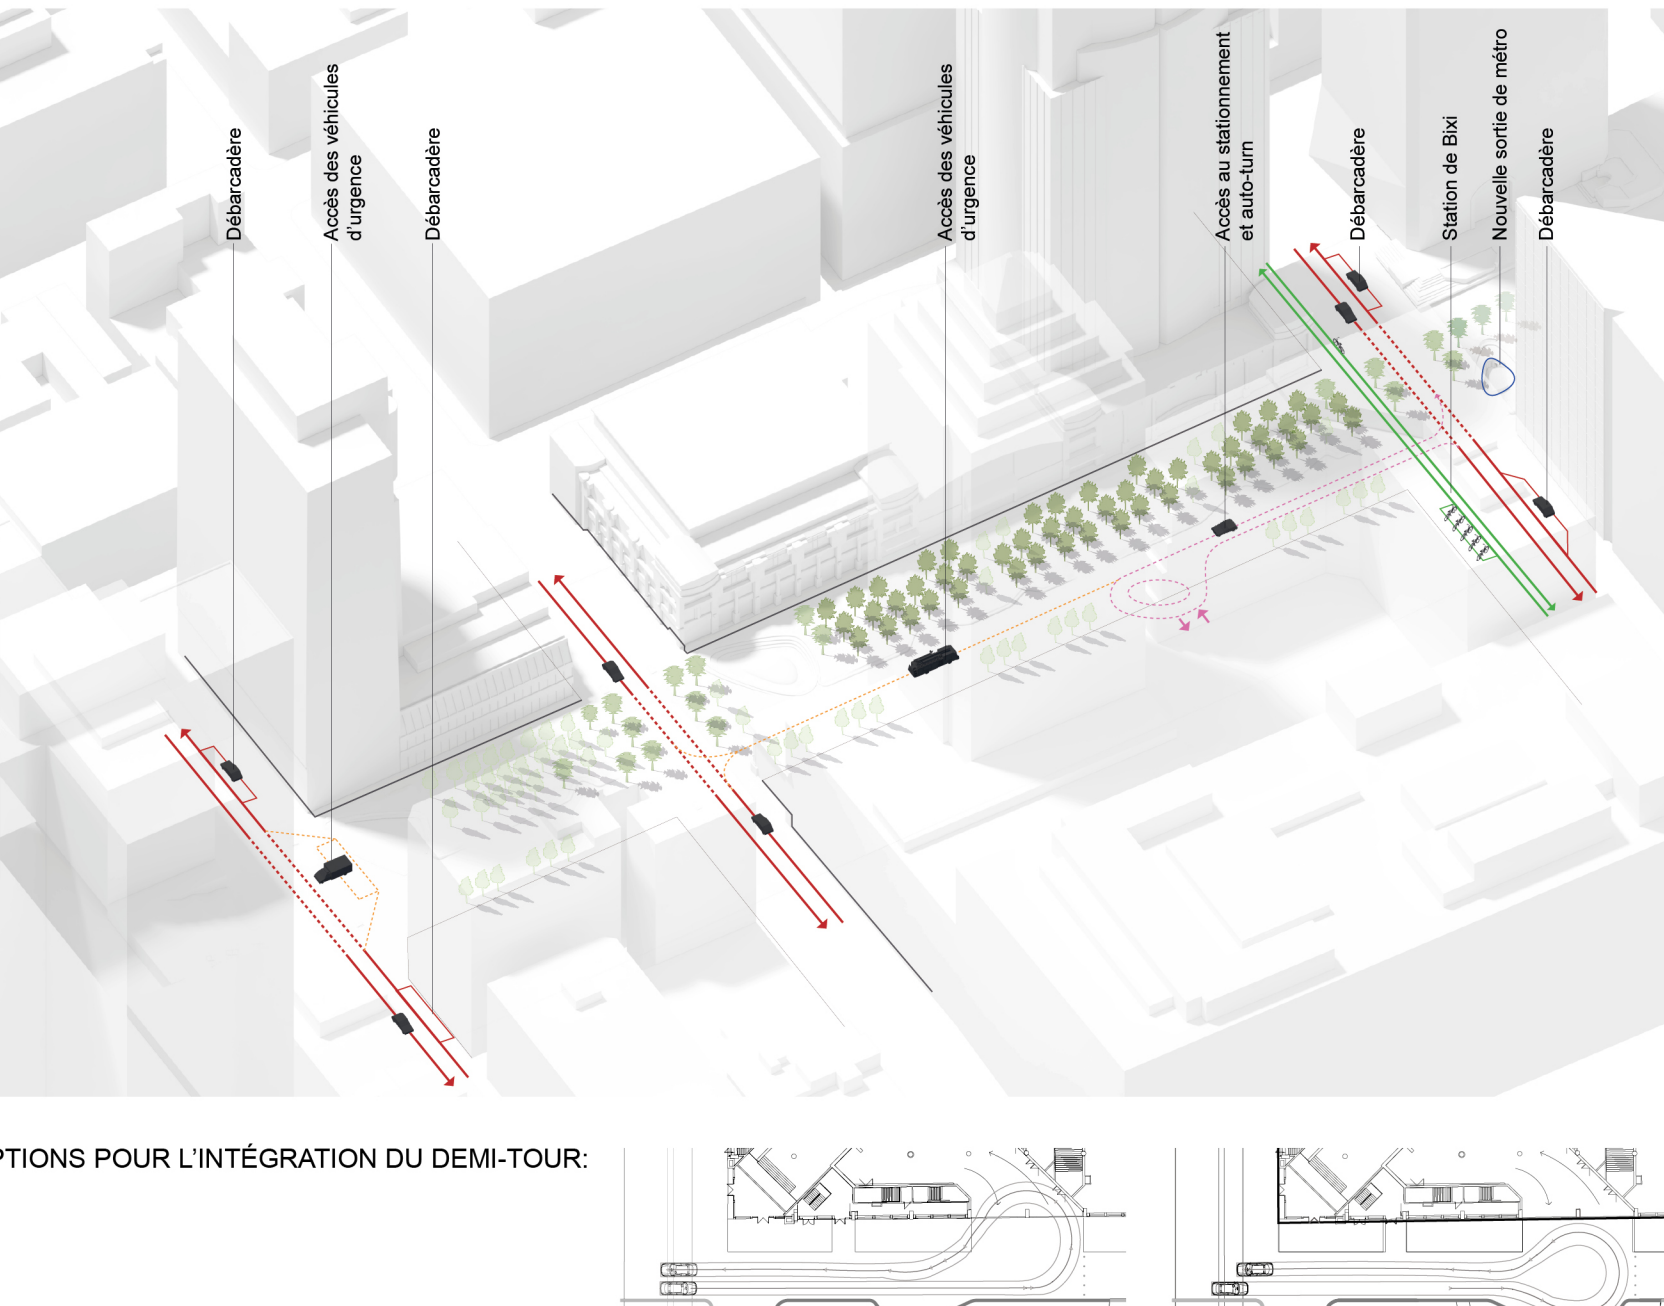 Débarcadère
Accès des véhicules
d'urgence
Débarcadère
Accès des véhicules
d'urgence
Accès au stationnement
et auto-turn
Débarcadère
Station de Bixi
Nouvelle sortie de métro
Débarcadère
PTIONS POUR L'INTÉGRATION DU DEMI-TOUR: